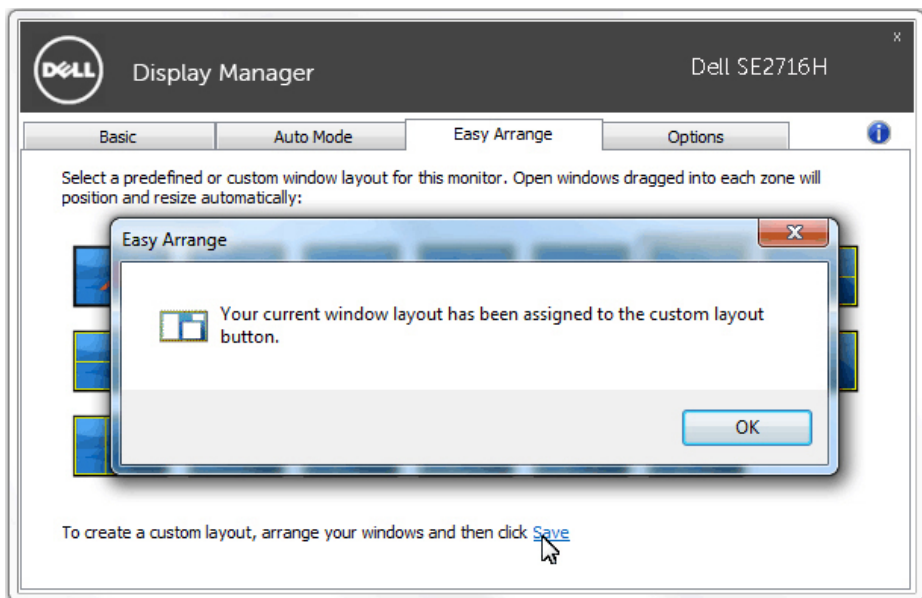 x
DELL
Display Manager
Dell SE2716H
Basic
Auto Mode
Easy Arrange
Options
i
Select a predefined or custom window layout for this monitor. Open windows dragged into each zone will
position and resize automatically:
Easy Arrange
x
Your current window layout has been assigned to the custom layout
button.
OK
To create a custom layout, arrange your windows and then click Save